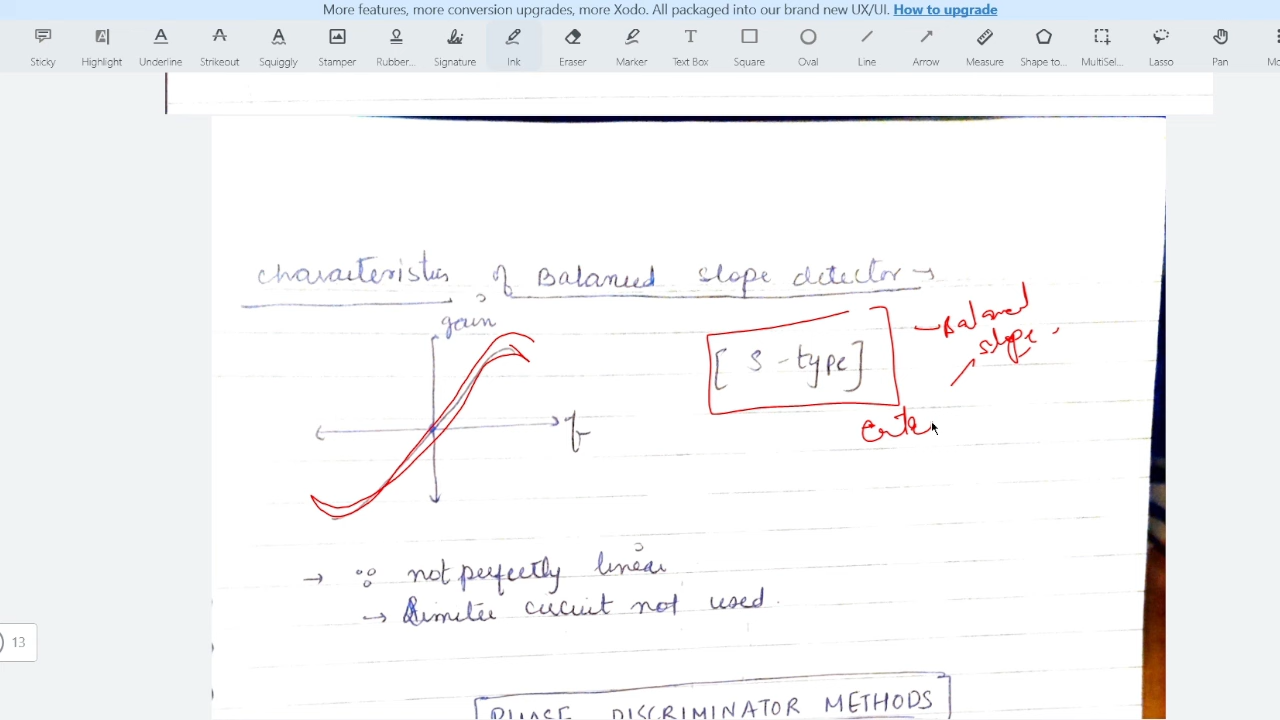 More features, more conversion upgrades, more Xodo. All packaged into our brand new UX/UI. How to upgrade
Sticky Highlight Underline Strikeout Squiggly Stamper Rubber... Signature Ink Eraser Marker Text Box Square Oval Line Arrow Measure Shape to... MultiSel... Lasso Pan Mo
characteristics of Balanced slope detector →
gain
[ S - type]
Balanced
slope
f
→ ∵ not perfectly linear
→ Limiter circuit not used.
13
PHASE DISCRIMINATOR METHODS